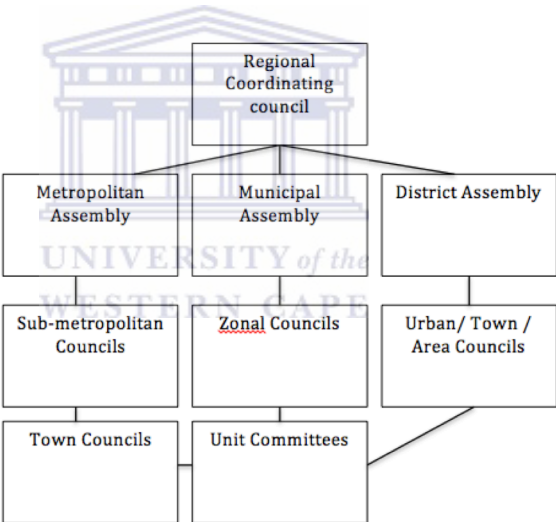 Regional
Coordinating
council
Metropolitan
Assembly
Municipal
Assembly
District Assembly
UNIVERSITY of the
WESTERN CAPE
Sub-metropolitan
Councils
Zonal Councils
Urban/ Town /
Area Councils
Town Councils
Unit Committees